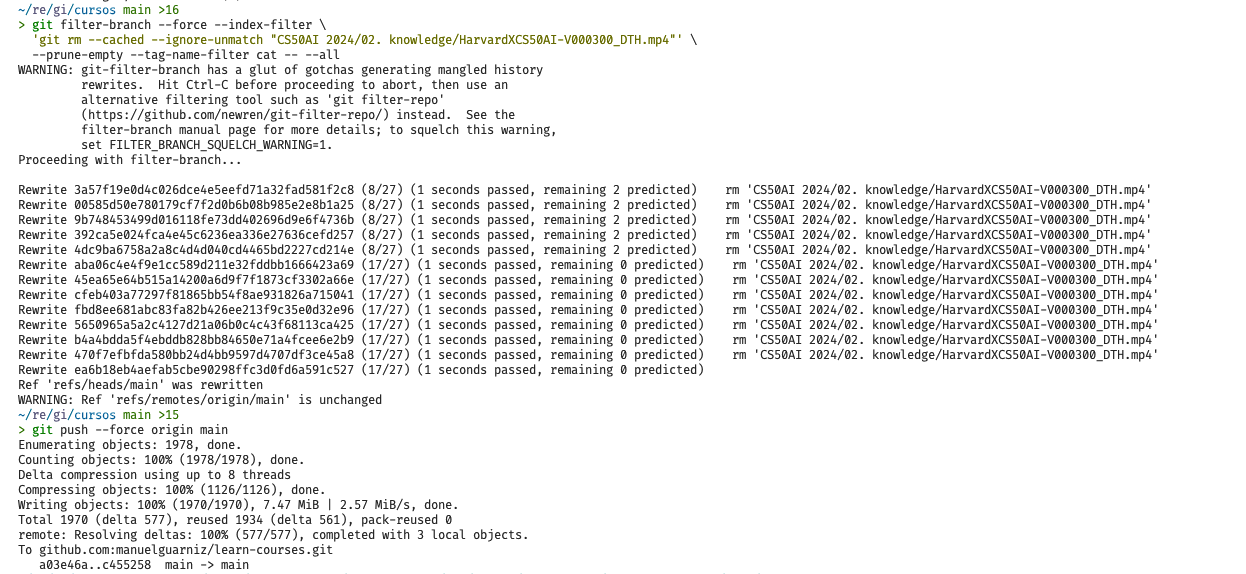 ~/re/gi/cursos main >16
> git filter-branch --force --index-filter \
'git rm --cached --ignore-unmatch "CS50AI 2024/02. knowledge/HarvardXCS50AI-V000300_DTH.mp4"' \
--prune-empty --tag-name-filter cat -- --all
WARNING: git-filter-branch has a glut of gotchas generating mangled history
rewrites. Hit Ctrl-C before proceeding to abort, then use an
alternative filtering tool such as 'git filter-repo'
(https://github.com/newren/git-filter-repo/) instead. See the
filter-branch manual page for more details; to squelch this warning,
set FILTER_BRANCH_SQUELCH_WARNING=1.
Proceeding with filter-branch...
Rewrite 3a57f19e0d4c026dce4e5eefd71a32fad581f2c8 (8/27) (1 seconds passed, remaining 2 predicted) rm 'CS50AI 2024/02. knowledge/HarvardXCS50AI-V000300_DTH.mp4'
Rewrite 00585d50e780179cf7f2d0b6b08b985e2e8b1a25 (8/27) (1 seconds passed, remaining 2 predicted) rm 'CS50AI 2024/02. knowledge/HarvardXCS50AI-V000300_DTH.mp4'
Rewrite 9b748453499d016118fe73dd402696d9e6f4736b (8/27) (1 seconds passed, remaining 2 predicted) rm 'CS50AI 2024/02. knowledge/HarvardXCS50AI-V000300_DTH.mp4'
Rewrite 392ca5e024fca4e45c6236ea336e27636cefd257 (8/27) (1 seconds passed, remaining 2 predicted) rm 'CS50AI 2024/02. knowledge/HarvardXCS50AI-V000300_DTH.mp4'
Rewrite 4dc9ba6758a2a8c4d4d040cd4465bd2227cd214e (8/27) (1 seconds passed, remaining 2 predicted) rm 'CS50AI 2024/02. knowledge/HarvardXCS50AI-V000300_DTH.mp4'
Rewrite aba06c4e4f9e1cc589d211e32fddbb1666423a69 (17/27) (1 seconds passed, remaining 0 predicted) rm 'CS50AI 2024/02. knowledge/HarvardXCS50AI-V000300_DTH.mp4'
Rewrite 45ea65e64b515a14200a6d9f7f1873cf3302a66e (17/27) (1 seconds passed, remaining 0 predicted) rm 'CS50AI 2024/02. knowledge/HarvardXCS50AI-V000300_DTH.mp4'
Rewrite cfeb403a77297f81865bb54f8ae931826a715041 (17/27) (1 seconds passed, remaining 0 predicted) rm 'CS50AI 2024/02. knowledge/HarvardXCS50AI-V000300_DTH.mp4'
Rewrite fbd8ee681abc83fa82b426ee213f9c35e0d32e96 (17/27) (1 seconds passed, remaining 0 predicted) rm 'CS50AI 2024/02. knowledge/HarvardXCS50AI-V000300_DTH.mp4'
Rewrite 5650965a5a2c4127d21a06b0c4c43f68113ca425 (17/27) (1 seconds passed, remaining 0 predicted) rm 'CS50AI 2024/02. knowledge/HarvardXCS50AI-V000300_DTH.mp4'
Rewrite b4a4bdda5f4ebddb828bb84650e71a4fcee6e2b9 (17/27) (1 seconds passed, remaining 0 predicted) rm 'CS50AI 2024/02. knowledge/HarvardXCS50AI-V000300_DTH.mp4'
Rewrite 470f7efbfda580bb24d4bb9597d4707df3ce45a8 (17/27) (1 seconds passed, remaining 0 predicted) rm 'CS50AI 2024/02. knowledge/HarvardXCS50AI-V000300_DTH.mp4'
Rewrite ea6b18eb4aefab5cbe90298ffc3d0fd6a591c527 (17/27) (1 seconds passed, remaining 0 predicted)
Ref 'refs/heads/main' was rewritten
WARNING: Ref 'refs/remotes/origin/main' is unchanged
~/re/gi/cursos main >15
> git push --force origin main
Enumerating objects: 1978, done.
Counting objects: 100% (1978/1978), done.
Delta compression using up to 8 threads
Compressing objects: 100% (1126/1126), done.
Writing objects: 100% (1970/1970), 7.47 MiB | 2.57 MiB/s, done.
Total 1970 (delta 577), reused 1934 (delta 561), pack-reused 0
remote: Resolving deltas: 100% (577/577), completed with 3 local objects.
To github.com:manuelguarniz/learn-courses.git
a03e46a..c455258 main -> main